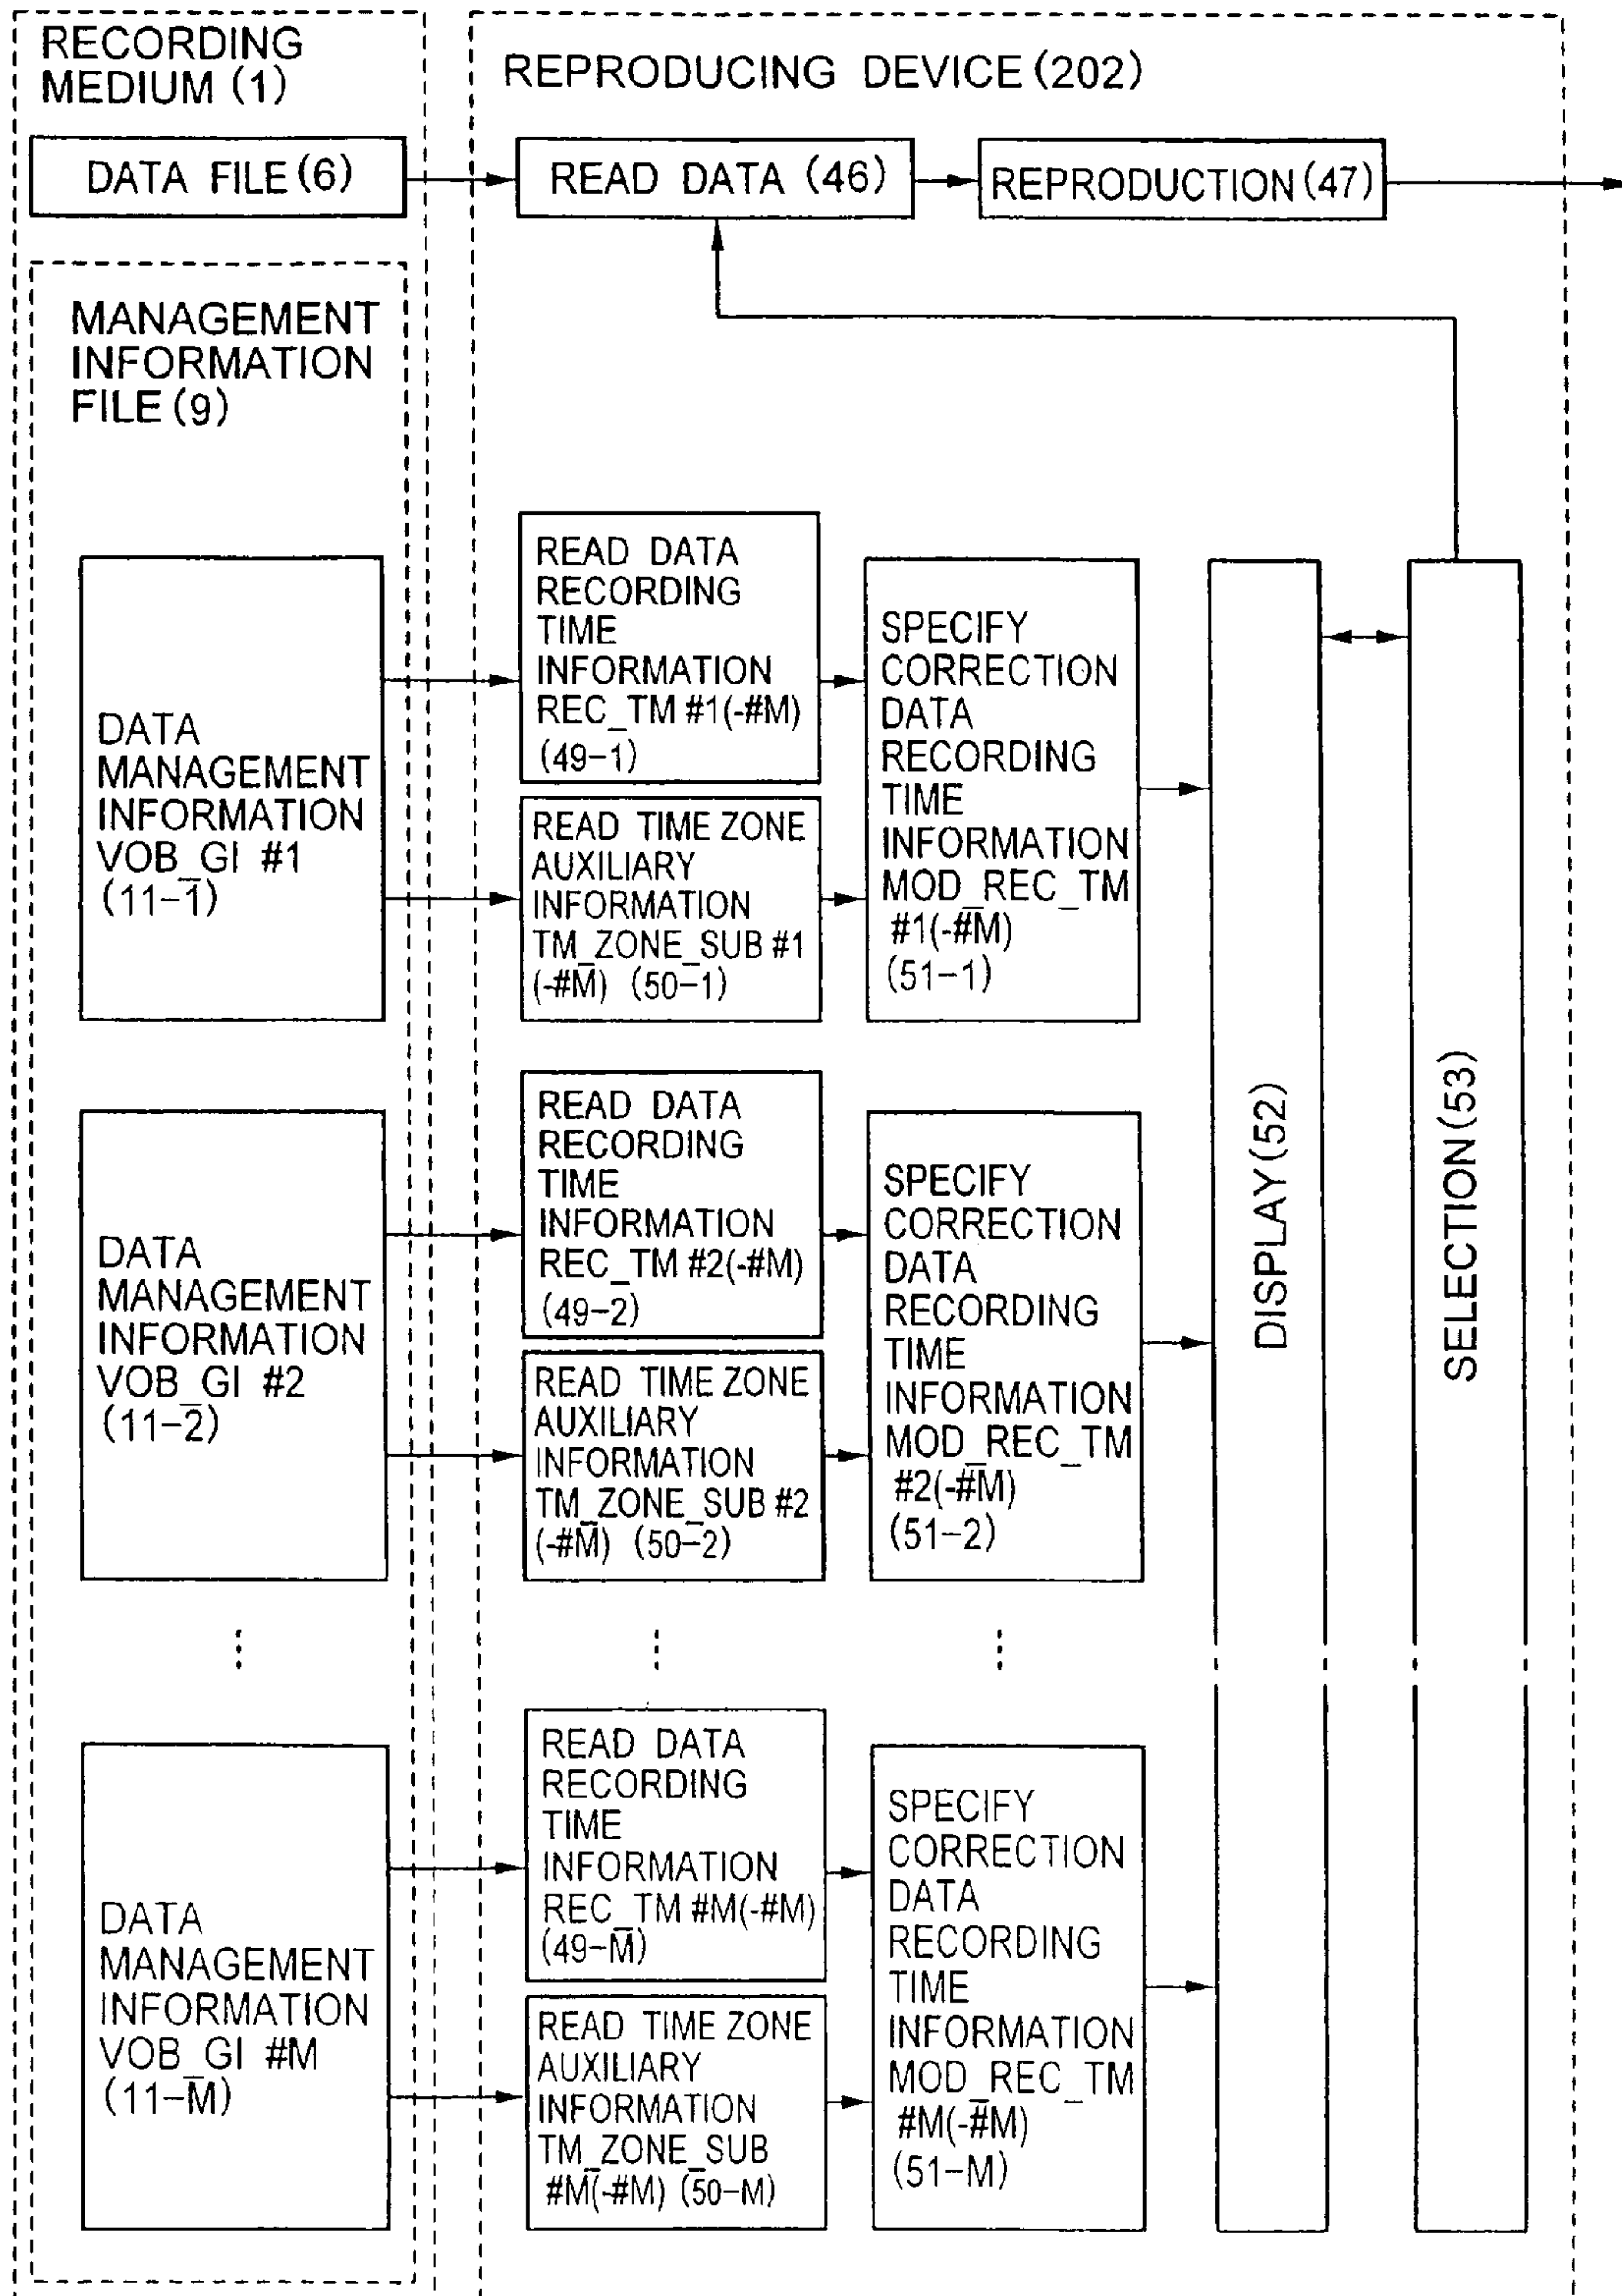 RECORDING
MEDIUM (1)
REPRODUCING DEVICE (202)
DATA FILE (6)
READ DATA (46)
REPRODUCTION (47)
MANAGEMENT
INFORMATION
FILE (9)
DATA
MANAGEMENT
INFORMATION
VOB_GI #1
(11-1)
READ DATA
RECORDING
TIME
INFORMATION
REC_TM #1(-#M)
(49-1)
READ TIME ZONE
AUXILIARY
INFORMATION
TM_ZONE_SUB #1
(-#M) (50-1)
SPECIFY
CORRECTION
DATA
RECORDING
TIME
INFORMATION
MOD_REC_TM
#1(-#M)
(51-1)
DISPLAY (52)
SELECTION (53)
DATA
MANAGEMENT
INFORMATION
VOB_GI #2
(11-2)
READ DATA
RECORDING
TIME
INFORMATION
REC_TM #2(-#M)
(49-2)
READ TIME ZONE
AUXILIARY
INFORMATION
TM_ZONE_SUB #2
(-#M) (50-2)
SPECIFY
CORRECTION
DATA
RECORDING
TIME
INFORMATION
MOD_REC_TM
#2(-#M)
(51-2)
DATA
MANAGEMENT
INFORMATION
VOB_GI #M
(11-M)
READ DATA
RECORDING
TIME
INFORMATION
REC_TM #M(-#M)
(49-M)
READ TIME ZONE
AUXILIARY
INFORMATION
TM_ZONE_SUB
#M(-#M) (50-M)
SPECIFY
CORRECTION
DATA
RECORDING
TIME
INFORMATION
MOD_REC_TM
#M(-#M)
(51-M)